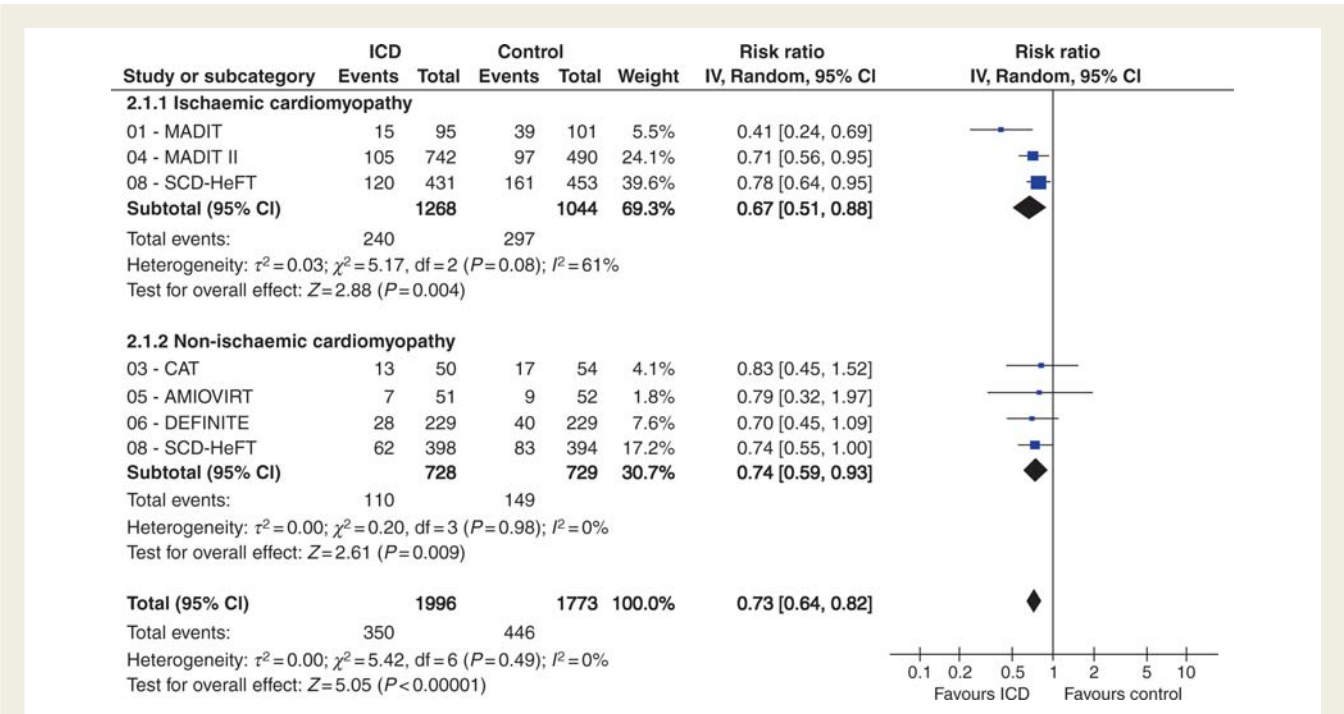 ICD Control Risk ratio Risk ratio
Study or subcategory Events Total Events Total Weight IV, Random, 95% CI IV, Random, 95% CI
2.1.1 Ischaemic cardiomyopathy
01 - MADIT 15 95 39 101 5.5% 0.41 [0.24, 0.69]
04 - MADIT II 105 742 97 490 24.1% 0.71 [0.56, 0.95]
08 - SCD-HeFT 120 431 161 453 39.6% 0.78 [0.64, 0.95]
Subtotal (95% CI) 1268 1044 69.3% 0.67 [0.51, 0.88]
Total events: 240 297
Heterogeneity: τ²=0.03; χ²=5.17, df=2 (P=0.08); I²=61%
Test for overall effect: Z=2.88 (P=0.004)
2.1.2 Non-ischaemic cardiomyopathy
03 - CAT 13 50 17 54 4.1% 0.83 [0.45, 1.52]
05 - AMIOVIRT 7 51 9 52 1.8% 0.79 [0.32, 1.97]
06 - DEFINITE 28 229 40 229 7.6% 0.70 [0.45, 1.09]
08 - SCD-HeFT 62 398 83 394 17.2% 0.74 [0.55, 1.00]
Subtotal (95% CI) 728 729 30.7% 0.74 [0.59, 0.93]
Total events: 110 149
Heterogeneity: τ²=0.00; χ²=0.20, df=3 (P=0.98); I²=0%
Test for overall effect: Z=2.61 (P=0.009)
Total (95% CI) 1996 1773 100.0% 0.73 [0.64, 0.82]
Total events: 350 446
Heterogeneity: τ²=0.00; χ²=5.42, df=6 (P=0.49); I²=0%
Test for overall effect: Z=5.05 (P<0.00001)
0.1 0.2 0.5 1 2 5 10
Favours ICD Favours control